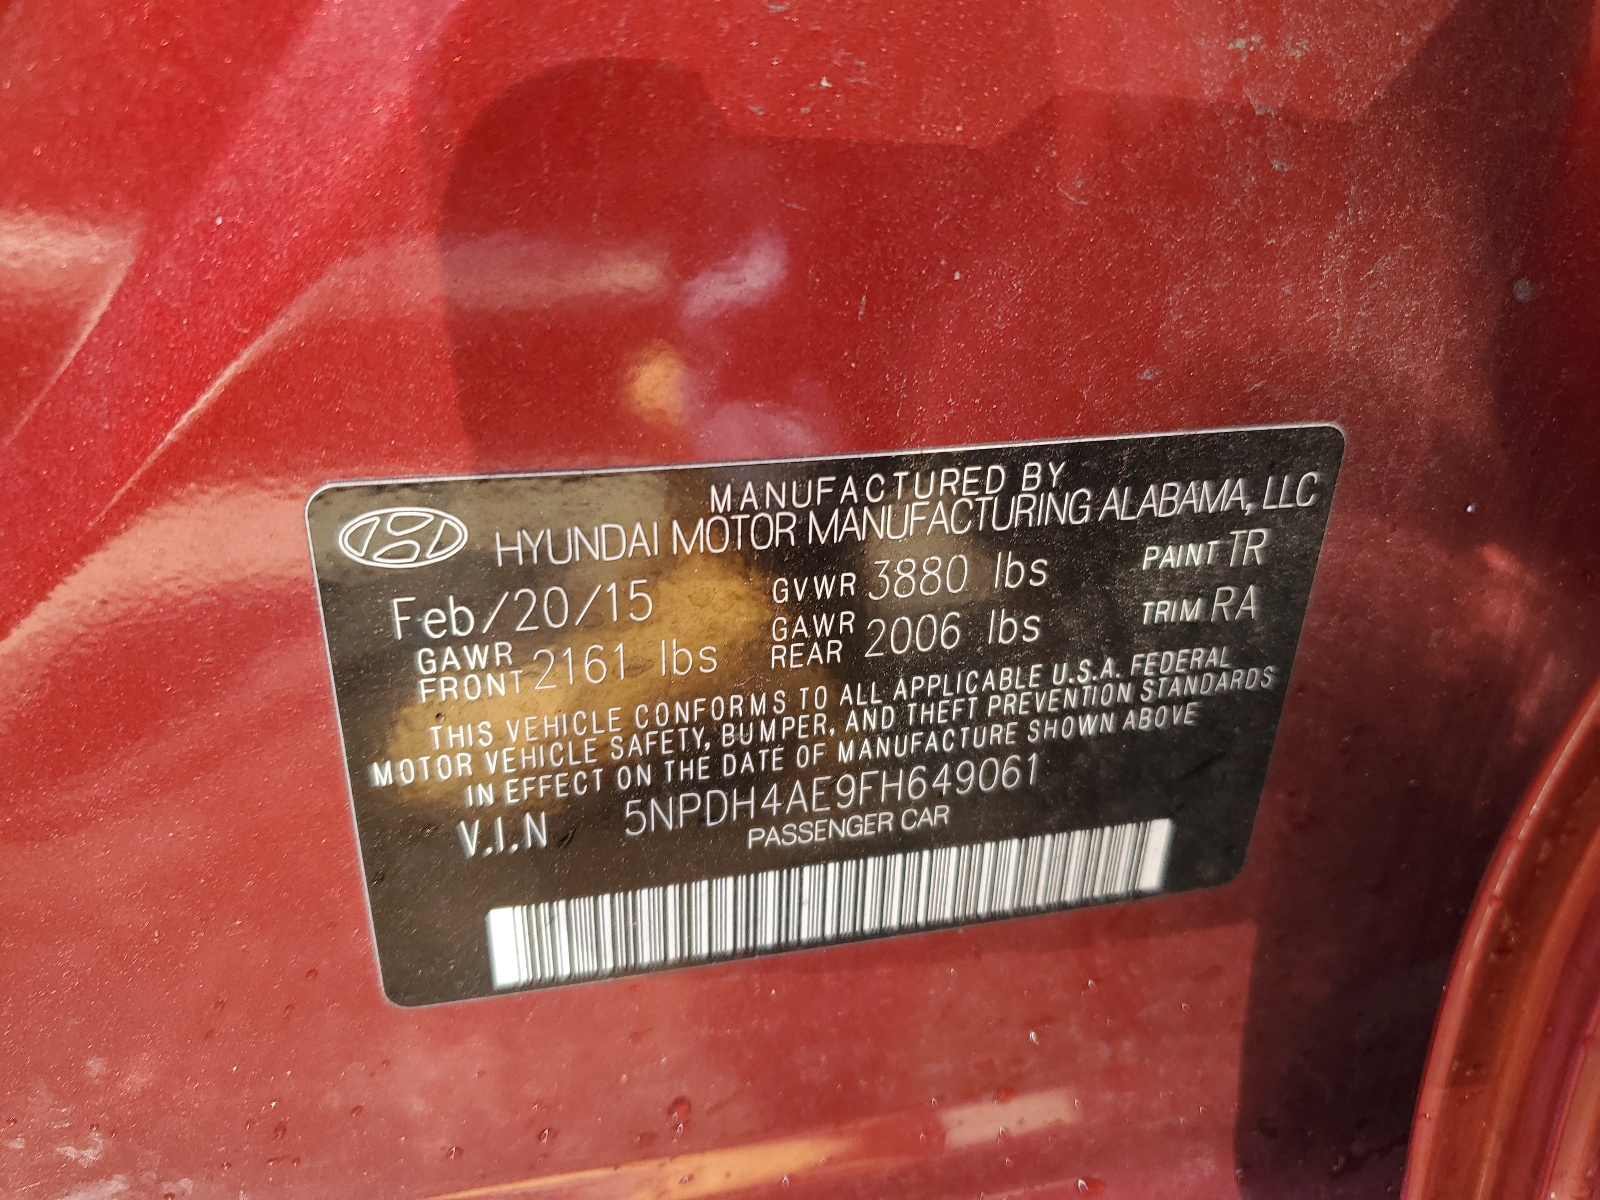 MANUFACTURED BY
HYUNDAI MOTOR MANUFACTURING ALABAMA, LLC
Feb/20/15 GVWR 3880 lbs PAINT TR
GAWR FRONT 2161 lbs GAWR REAR 2006 lbs TRIM RA
THIS VEHICLE CONFORMS TO ALL APPLICABLE U.S.A. FEDERAL
MOTOR VEHICLE SAFETY, BUMPER, AND THEFT PREVENTION STANDARDS
IN EFFECT ON THE DATE OF MANUFACTURE SHOWN ABOVE
V.I.N 5NPDH4AE9FH649061
PASSENGER CAR